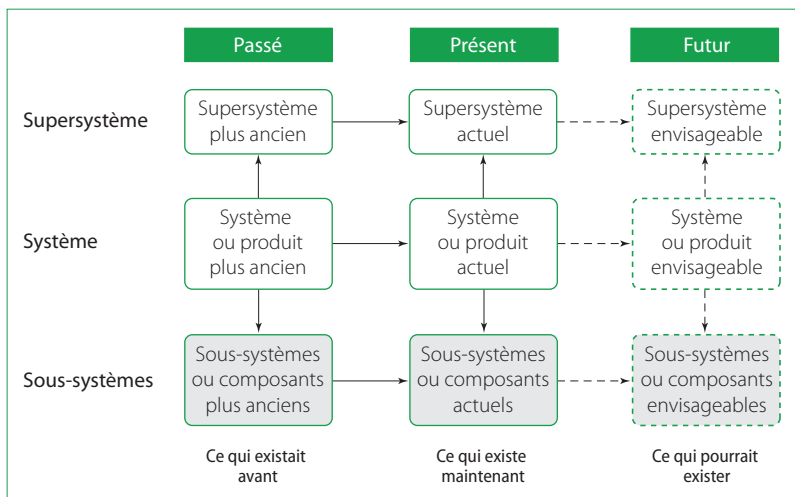 Passé
Présent
Futur
Supersystème
Supersystème
plus ancien
Supersystème
actuel
Supersystème
envisageable
Système
Système
ou produit
plus ancien
Système
ou produit
actuel
Système
ou produit
envisageable
Sous-systèmes
Sous-systèmes
ou composants
plus anciens
Sous-systèmes
ou composants
actuels
Sous-systèmes
ou composants
envisageables
Ce qui existait
avant
Ce qui existe
maintenant
Ce qui pourrait
exister